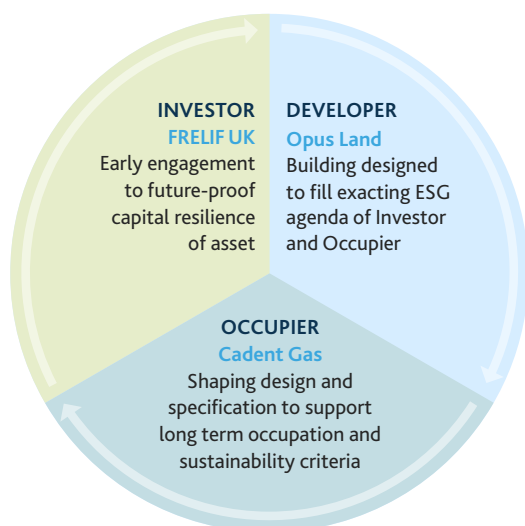 INVESTOR
FRELIF UK
Early engagement
to future-proof
capital resilience
of asset
DEVELOPER
Opus Land
Building designed
to fill exacting ESG
agenda of Investor
and Occupier
OCCUPIER
Cadent Gas
Shaping design and
specification to support
long term occupation and
sustainability criteria